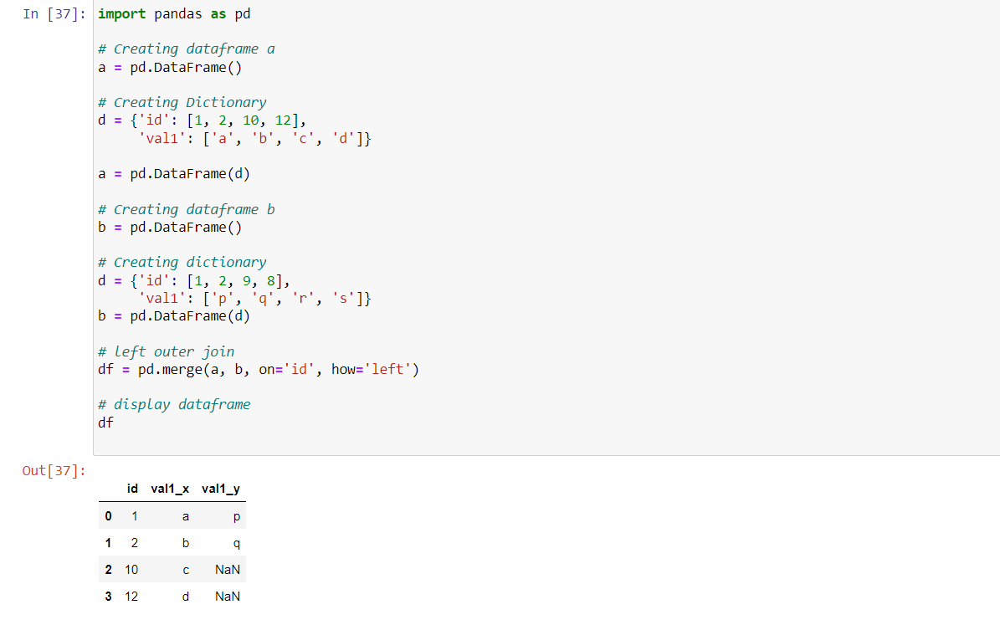 In [37]: import pandas as pd
# Creating dataframe a
a = pd.DataFrame()
# Creating Dictionary
d = {'id': [1, 2, 10, 12],
'val1': ['a', 'b', 'c', 'd']}
a = pd.DataFrame(d)
# Creating dataframe b
b = pd.DataFrame()
# Creating dictionary
d = {'id': [1, 2, 9, 8],
'val1': ['p', 'q', 'r', 's']}
b = pd.DataFrame(d)
# left outer join
df = pd.merge(a, b, on='id', how='left')
# display dataframe
df
Out[37]:
id val1_x val1_y
0 1 a p
1 2 b q
2 10 c NaN
3 12 d NaN